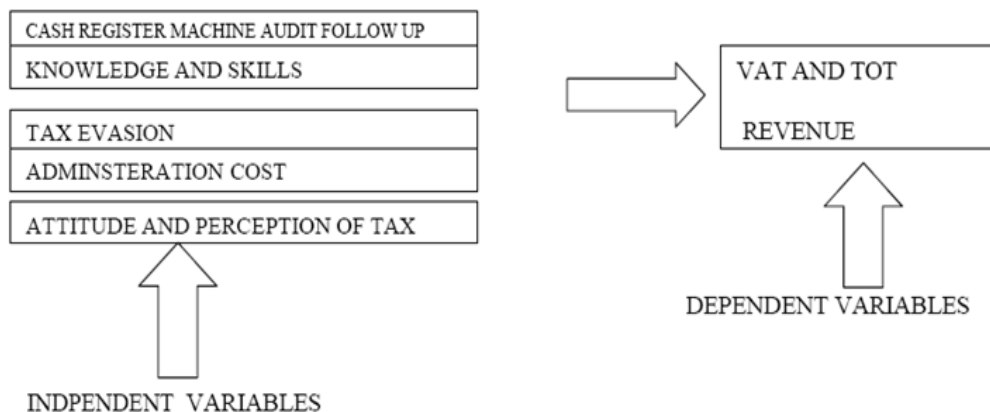 CASH REGISTER MACHINE AUDIT FOLLOW UP
KNOWLEDGE AND SKILLS
TAX EVASION
ADMINSTERATION COST
ATTITUDE AND PERCEPTION OF TAX
INDPENDENT VARIABLES
VAT AND TOT
REVENUE
DEPENDENT VARIABLES